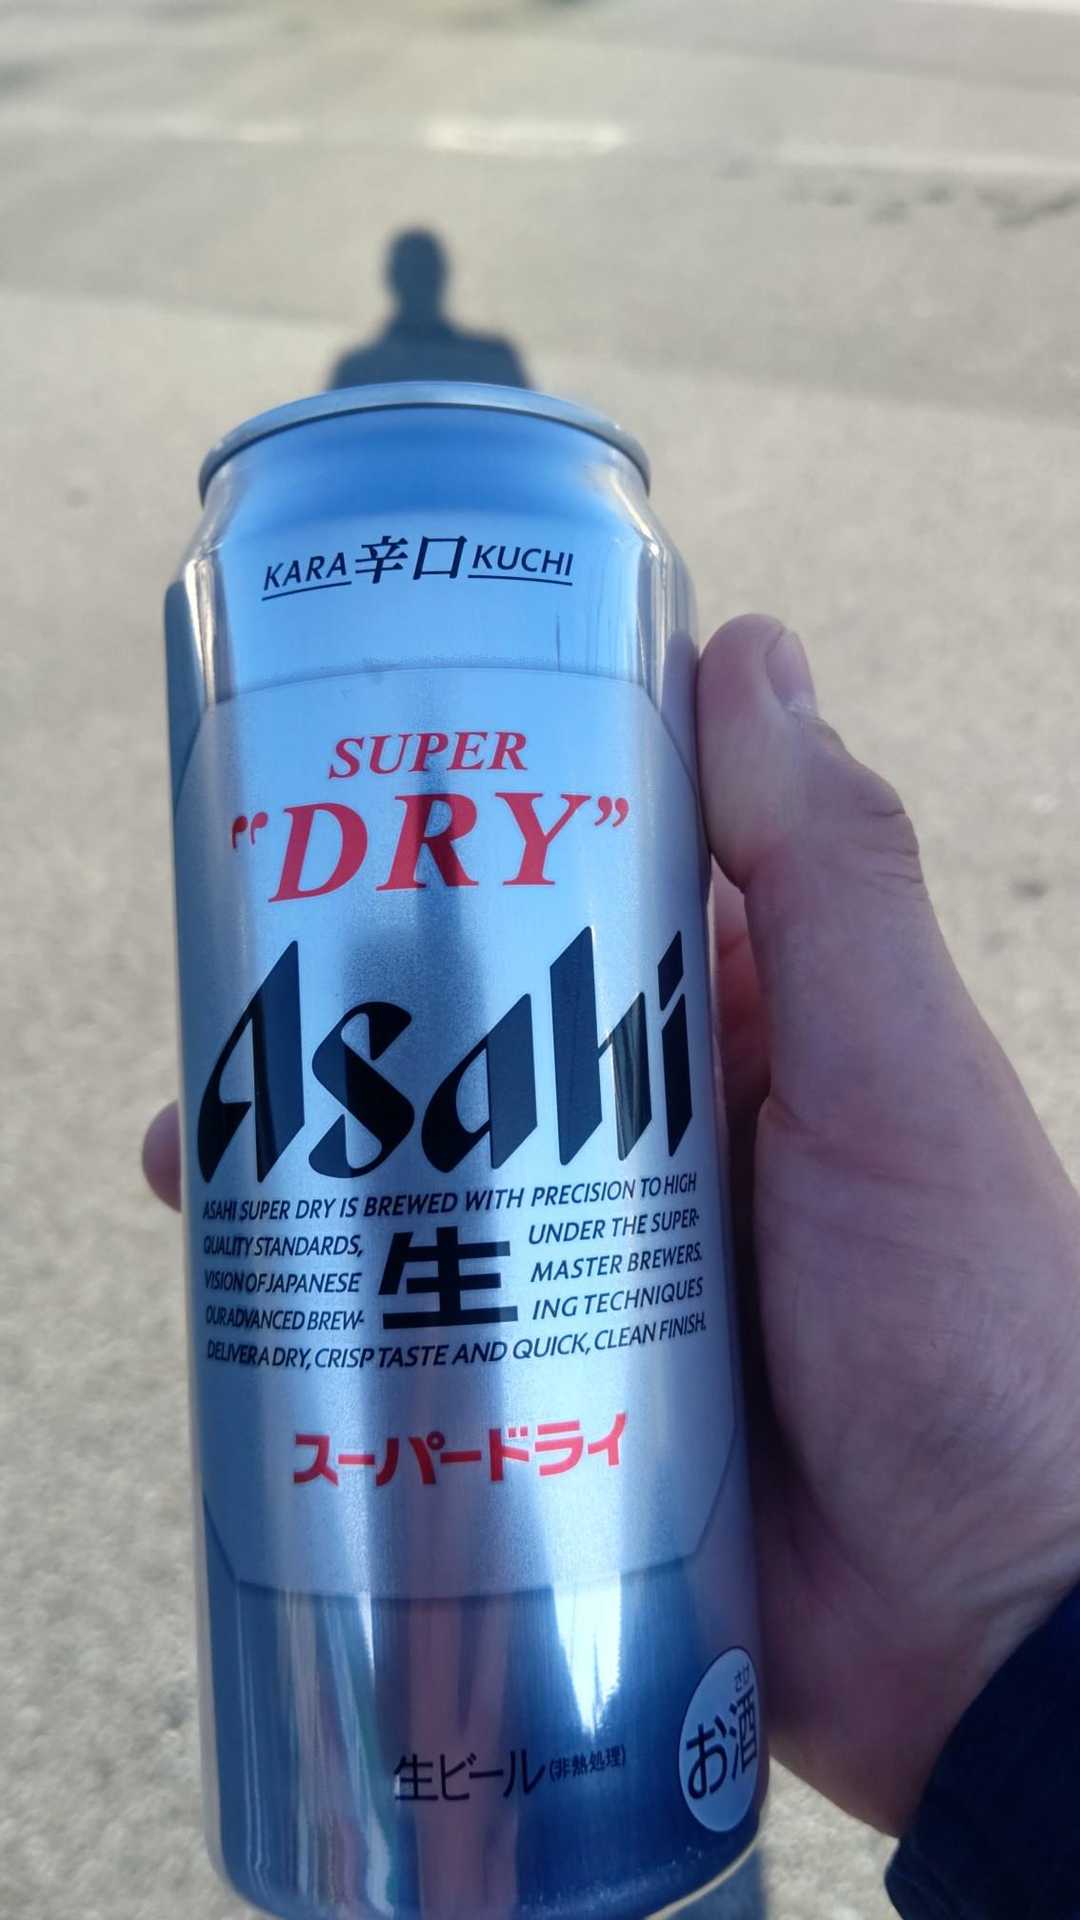 KARA 辛口 KUCHI
SUPER
“DRY”
Asahi
ASAHI SUPER DRY IS BREWED WITH PRECISION TO HIGH
QUALITY STANDARDS, UNDER THE SUPER-
VISION OF JAPANESE MASTER BREWERS.
OUR ADVANCED BREW- ING TECHNIQUES
DELIVER A DRY, CRISP TASTE AND QUICK, CLEAN FINISH.
生
スーパードライ
さけ
お酒
生ビール(非熱処理)